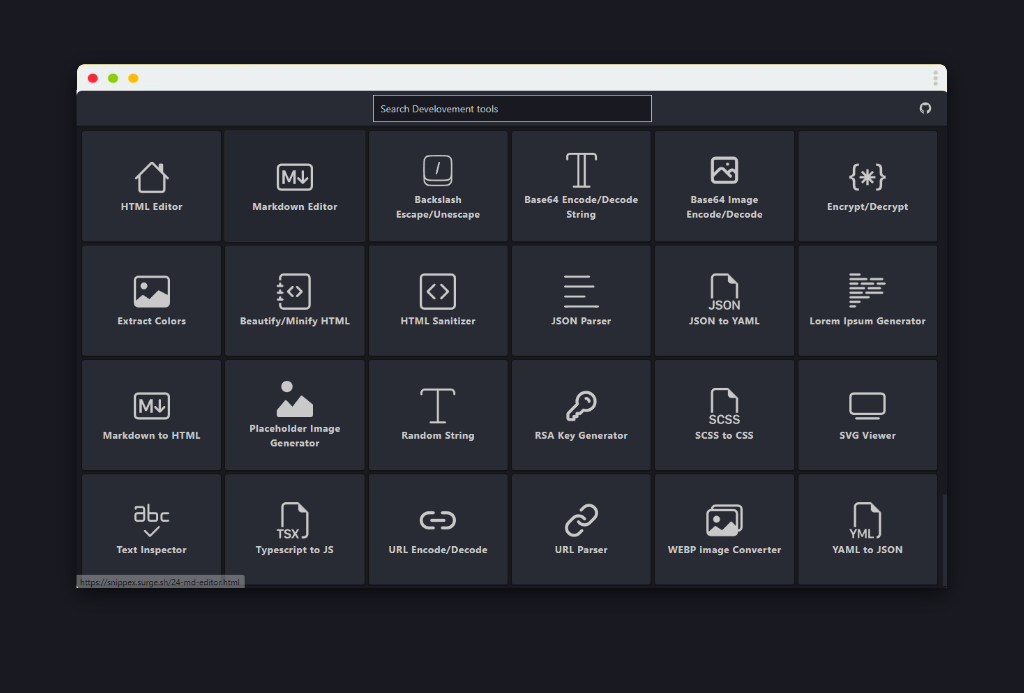 Search Develovement tools
HTML Editor
M↓
Markdown Editor
/
Backslash
Escape/Unescape
Base64 Encode/Decode
String
Base64 Image
Encode/Decode
{*}
Encrypt/Decrypt
Extract Colors
<>
Beautify/Minify HTML
<>
HTML Sanitizer
JSON Parser
JSON
JSON to YAML
Lorem Ipsum Generator
M↓
Markdown to HTML
Placeholder Image
Generator
Random String
RSA Key Generator
SCSS
SCSS to CSS
SVG Viewer
abc
Text Inspector
TSX
Typescript to JS
URL Encode/Decode
URL Parser
WEBP image Converter
YML
YAML to JSON
https://snippex.surge.sh/24-md-editor.html